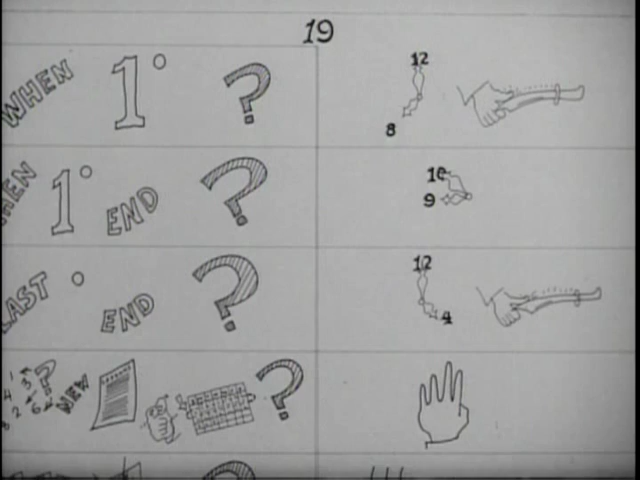 19
WHEN 1° ?
12
8
HEN 1° END ?
10
9
LAST ° END ?
12
4
? NEW ?